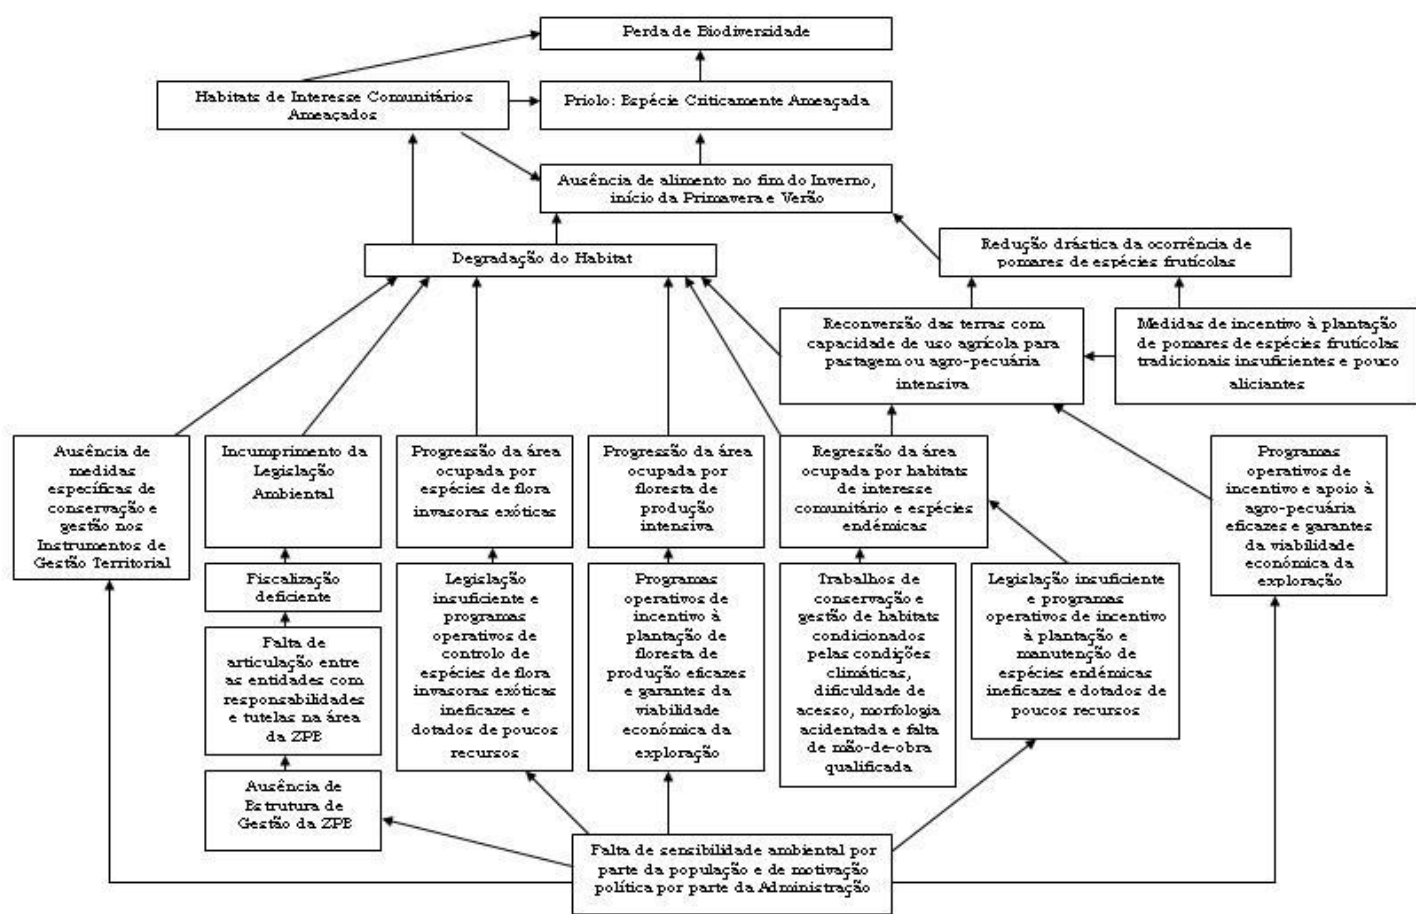 Perda de Biodiversidade
Habitats de Interesse Comunitários
Ameaçados
Priolo: Espécie Criticamente Ameaçada
Ausência de alimento no fim do Inverno,
início da Primavera e Verão
Degradação do Habitat
Redução drástica da ocorrência de
pomares de espécies frutícolas
Reconversão das terras com
capacidade de uso agrícola para
pastagem ou agro-pecuária
intensiva
Medidas de incentivo à plantação
de pomares de espécies frutícolas
tradicionais insuficientes e pouco
aliciantes
Ausência de
medidas
específicas de
conservação e
gestão nos
Instrumentos de
Gestão Territorial
Incumprimento da
Legislação
Ambiental
Progressão da área
ocupada por
espécies de flora
invasoras exóticas
Progressão da área
ocupada por
floresta de
produção
intensiva
Regressão da área
ocupada por habitats
de interesse
comunitário e espécies
endémicas
Programas
operativos de
incentivo e apoio à
agro-pecuária
eficazes e garantes
da viabilidade
económica da
exploração
Fiscalização
deficiente
Legislação
insuficiente e
programas
operativos de
controlo de
espécies de flora
invasoras exóticas
ineficazes e
dotados de poucos
recursos
Programas
operativos de
incentivo à
plantação de
floresta de
produção eficazes
e garantes da
viabilidade
económica da
exploração
Trabalhos de
conservação e
gestão de habitats
condicionados
pelas condições
climáticas,
dificuldade de
acesso, morfologia
acidentada e falta
de mão-de-obra
qualificada
Legislação insuficiente
e programas
operativos de incentivo
à plantação e
manutenção de
espécies endémicas
ineficazes e dotados de
poucos recursos
Falta de
articulação entre
as entidades com
responsabilidades
e tutelas na área
da ZPE
Ausência de
Estrutura de
Gestão da ZPE
Falta de sensibilidade ambiental por
parte da população e de motivação
política por parte da Administração